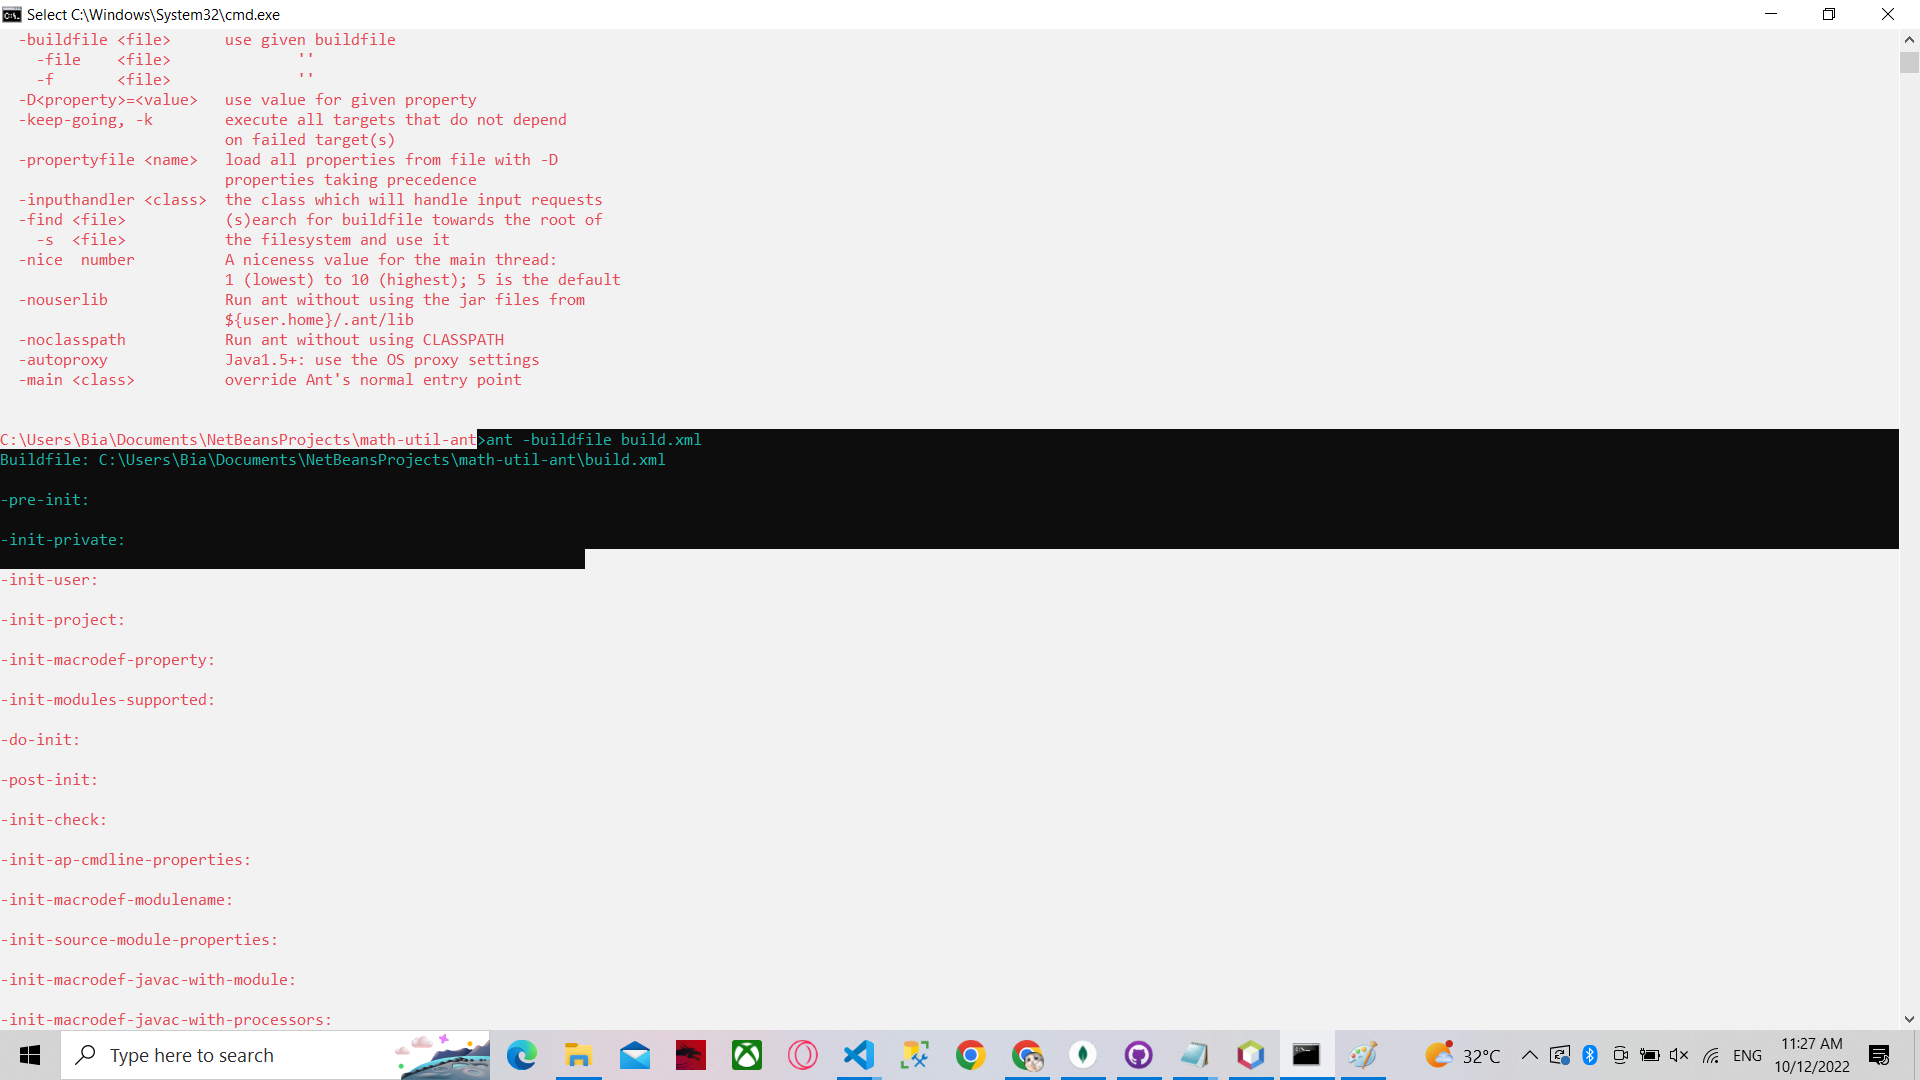 Select C:\Windows\System32\cmd.exe
-buildfile <file>      use given buildfile
-file    <file>              ''
-f       <file>              ''
-D<property>=<value>   use value for given property
-keep-going, -k        execute all targets that do not depend
on failed target(s)
-propertyfile <name>   load all properties from file with -D
properties taking precedence
-inputhandler <class>  the class which will handle input requests
-find <file>           (s)earch for buildfile towards the root of
-s  <file>           the filesystem and use it
-nice  number          A niceness value for the main thread:
1 (lowest) to 10 (highest); 5 is the default
-nouserlib             Run ant without using the jar files from
${user.home}/.ant/lib
-noclasspath           Run ant without using CLASSPATH
-autoproxy             Java1.5+: use the OS proxy settings
-main <class>          override Ant's normal entry point
C:\Users\Bia\Documents\NetBeansProjects\math-util-ant>ant -buildfile build.xml
Buildfile: C:\Users\Bia\Documents\NetBeansProjects\math-util-ant\build.xml
-pre-init:
-init-private:
-init-user:
-init-project:
-init-macrodef-property:
-init-modules-supported:
-do-init:
-post-init:
-init-check:
-init-ap-cmdline-properties:
-init-macrodef-modulename:
-init-source-module-properties:
-init-macrodef-javac-with-module:
-init-macrodef-javac-with-processors:
Type here to search
32°C
ENG
11:27 AM
10/12/2022